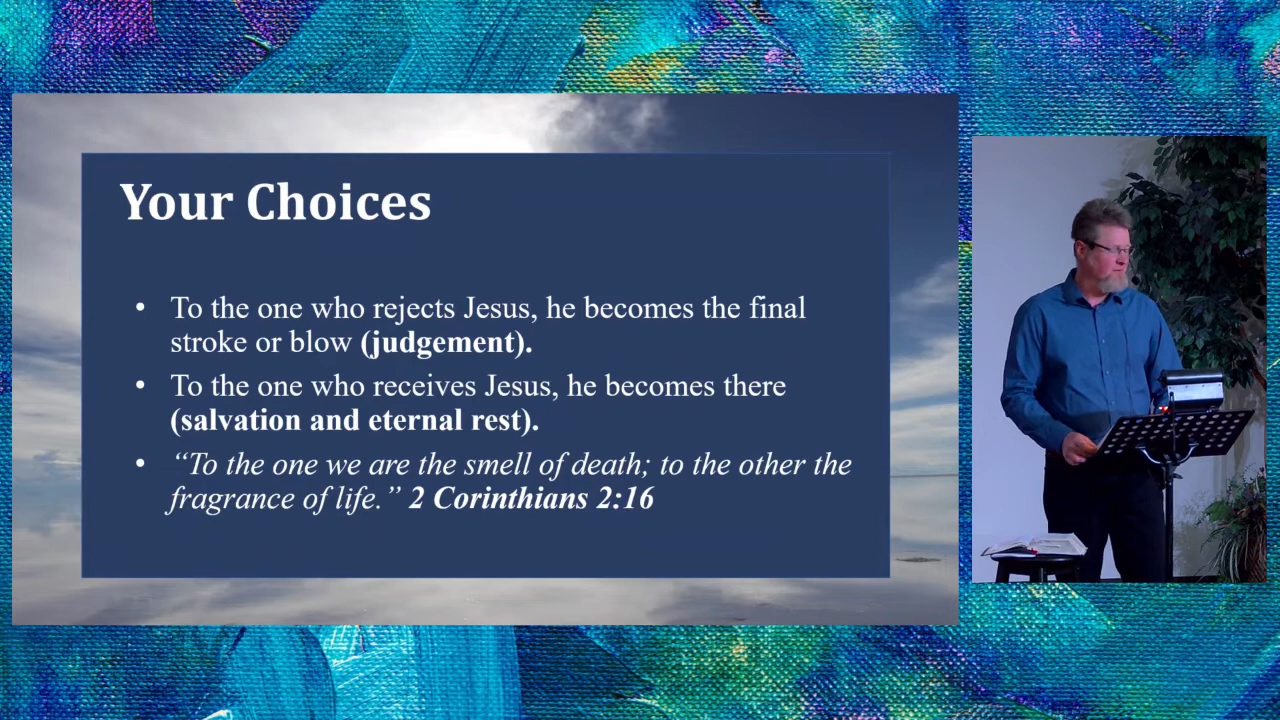 Your Choices
• To the one who rejects Jesus, he becomes the final
stroke or blow (judgement).
• To the one who receives Jesus, he becomes there
(salvation and eternal rest).
• “To the one we are the smell of death; to the other the
fragrance of life.” 2 Corinthians 2:16